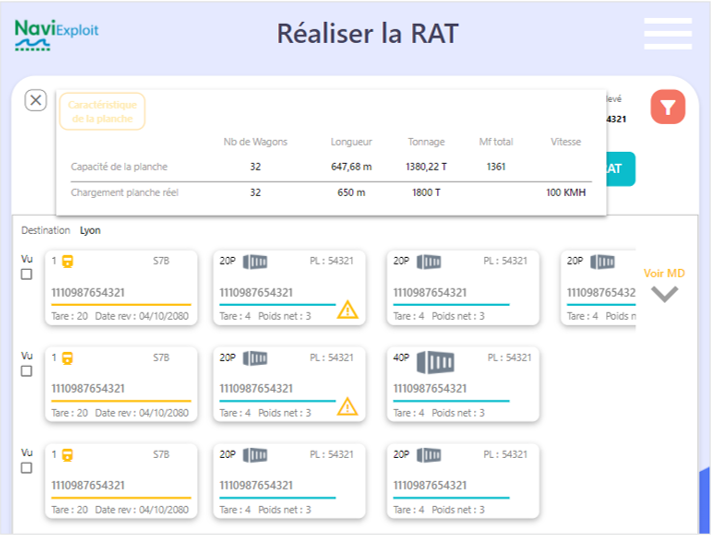 NaviExploit
Réaliser la RAT
Caractéristique
de la planche
levé
4321
Nb de Wagons Longueur Tonnage Mf total Vitesse
Capacité de la planche 32 647,68 m 1380,22 T 1361
AT
Chargement planche réel 32 650 m 1800 T 100 KMH
Destination Lyon
Vu 1 S7B 20P PL : 54321 20P PL : 54321 20P
Voir MD
1110987654321 1110987654321 1110987654321 1110987654321
Tare : 20 Date rev : 04/10/2080 Tare : 4 Poids net : 3 Tare : 4 Poids net : 3 Tare : 4 Poids n
Vu 1 S7B 20P PL : 54321 40P PL : 54321
1110987654321 1110987654321 1110987654321
Tare : 20 Date rev : 04/10/2080 Tare : 4 Poids net : 3 Tare : 4 Poids net : 3
Vu 1 S7B 20P PL : 54321 20P PL : 54321
1110987654321 1110987654321 1110987654321
Tare : 20 Date rev : 04/10/2080 Tare : 4 Poids net : 3 Tare : 4 Poids net : 3